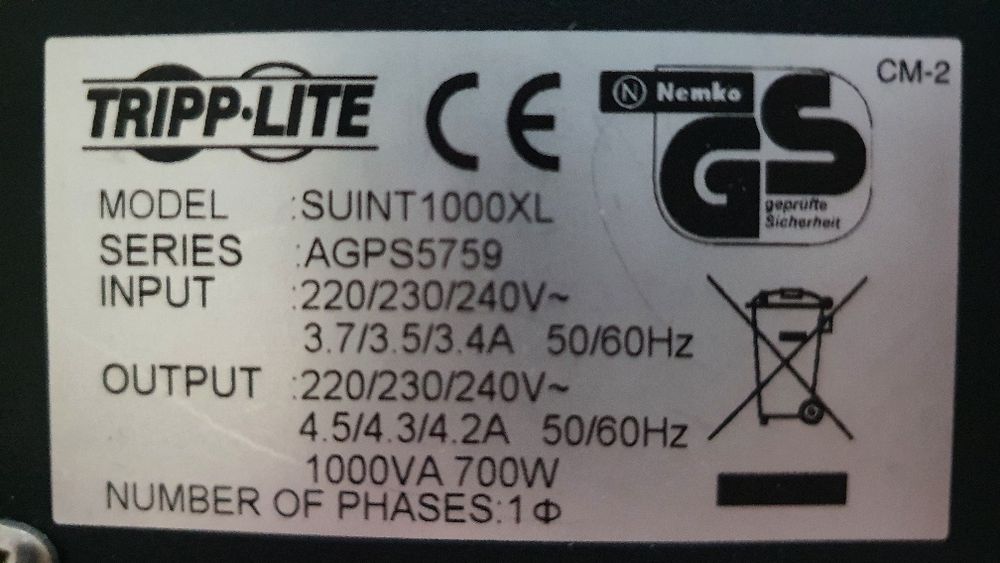 TRIPP·LITE
CE
N Nemko
GS
geprüfte
Sicherheit
CM-2
MODEL :SUINT1000XL
SERIES :AGPS5759
INPUT :220/230/240V~
3.7/3.5/3.4A 50/60Hz
OUTPUT :220/230/240V~
4.5/4.3/4.2A 50/60Hz
1000VA 700W
NUMBER OF PHASES:1Φ